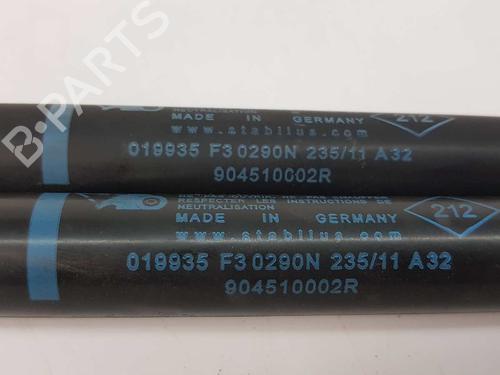 NEUTRALISATION
MADE IN GERMANY
www.stabilus.com
212
019935 F3 0290N 235/11 A32
904510002R
RESPECTER LES INSTRUCTIONS DE
NEUTRALISATION
MADE IN GERMANY
www.stabilus.com
212
019935 F3 0290N 235/11 A32
904510002R
B-PARTS